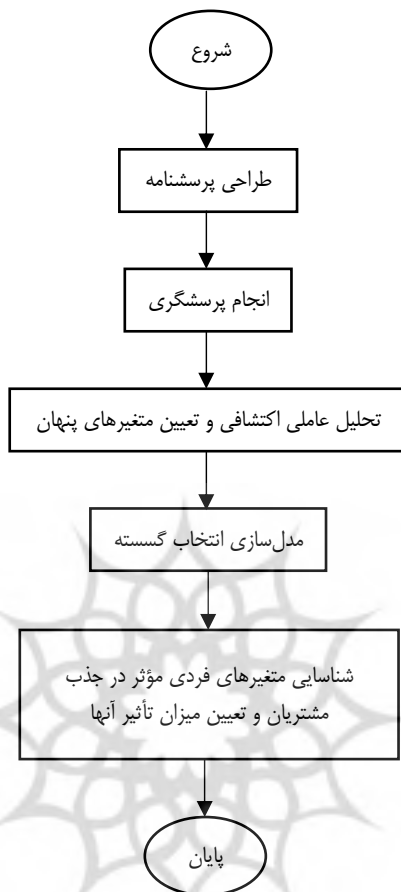 شروع
طراحی پرسشنامه
انجام پرسشگری
تحلیل عاملی اکتشافی و تعیین متغیرهای پنهان
مدل‌سازی انتخاب گسسته
شناسایی متغیرهای فردی مؤثر در جذب
مشتریان و تعیین میزان تأثیر آنها
پایان